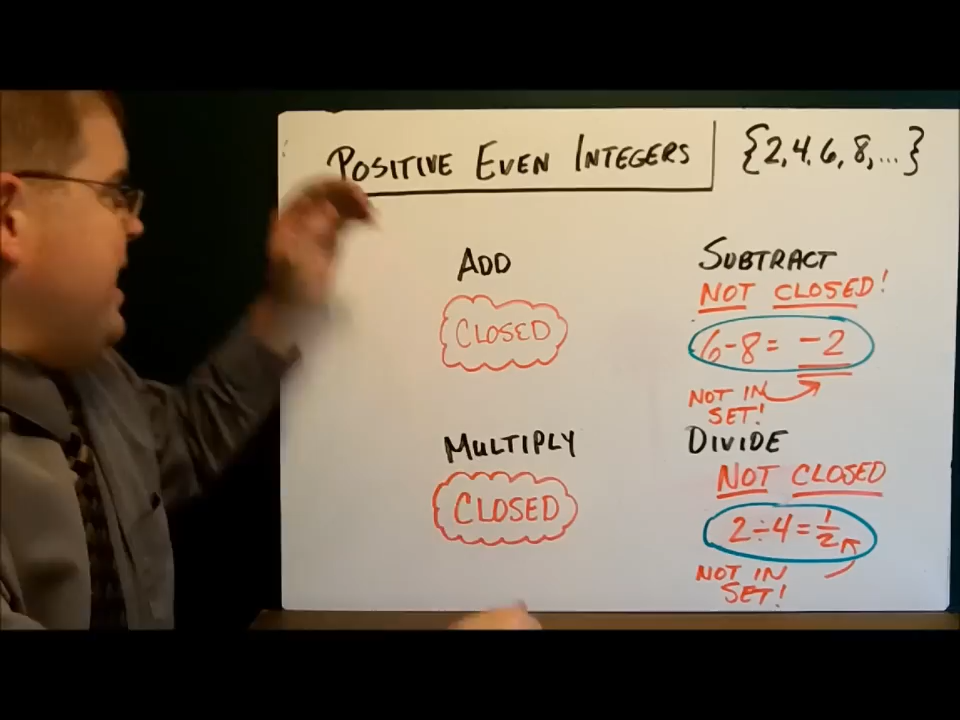 POSITIVE EVEN INTEGERS {2,4,6,8,...}
ADD
CLOSED
SUBTRACT
NOT CLOSED!
6-8= -2
NOT IN
SET!
MULTIPLY
CLOSED
DIVIDE
NOT CLOSED
2÷4=1/2
NOT IN
SET!